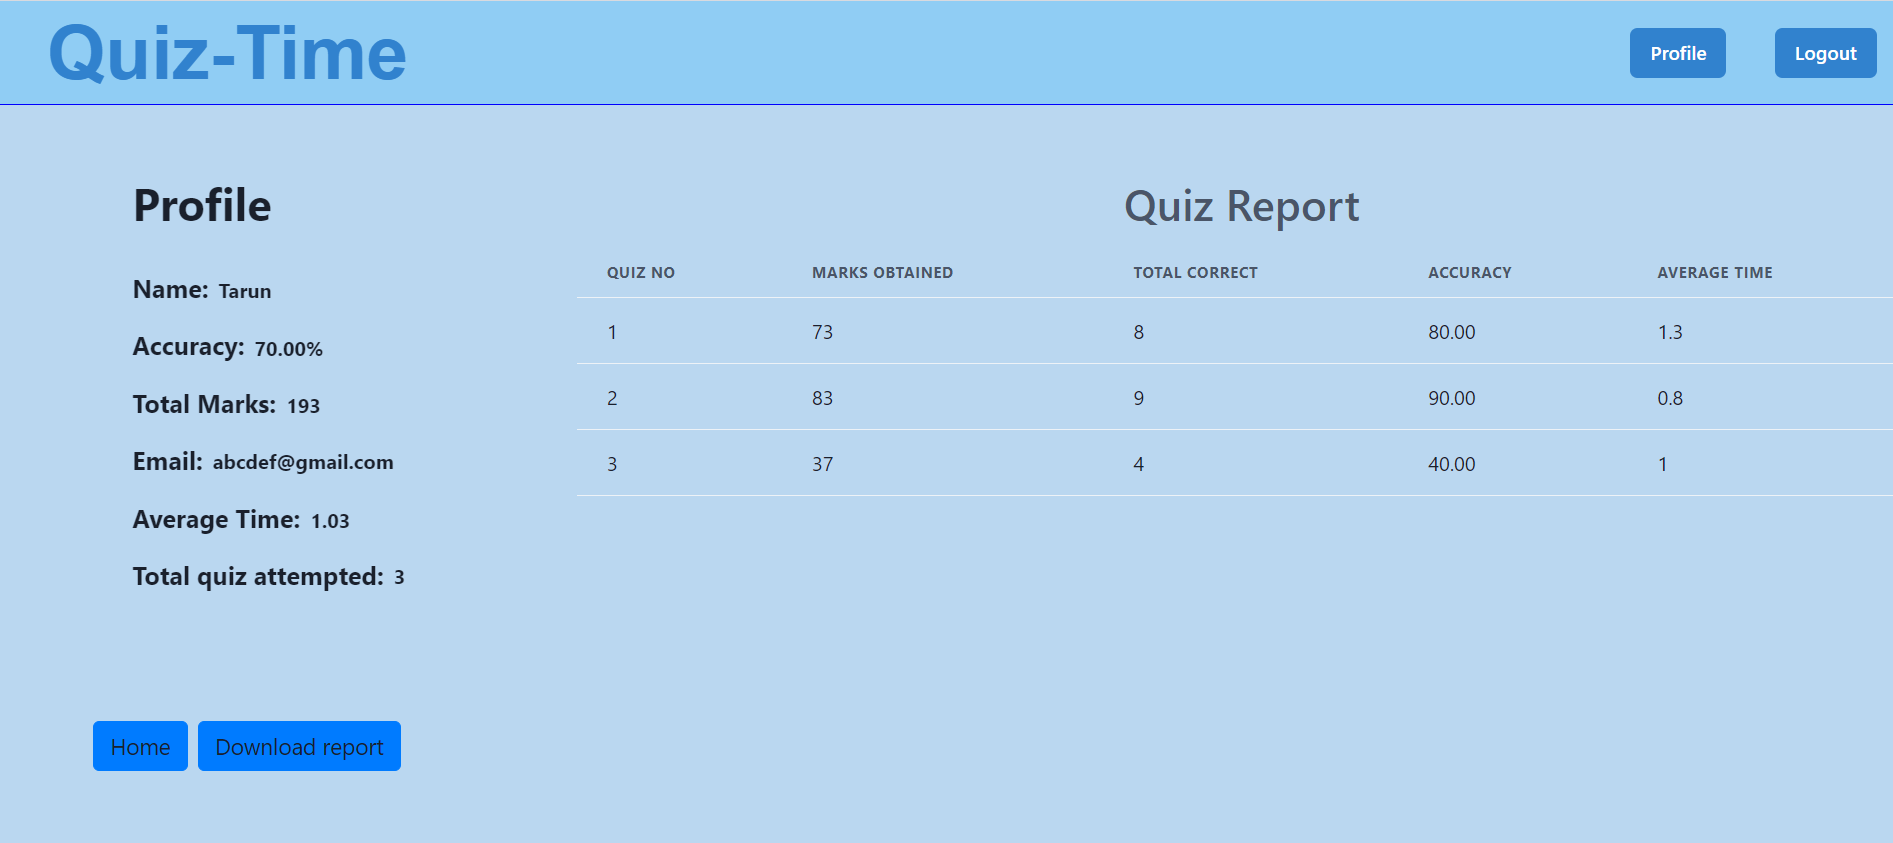 Quiz-Time
Profile
Logout
Profile
Name: Tarun
Accuracy: 70.00%
Total Marks: 193
Email: abcdef@gmail.com
Average Time: 1.03
Total quiz attempted: 3
Quiz Report
QUIZ NO MARKS OBTAINED TOTAL CORRECT ACCURACY AVERAGE TIME
1 73 8 80.00 1.3
2 83 9 90.00 0.8
3 37 4 40.00 1
Home
Download report